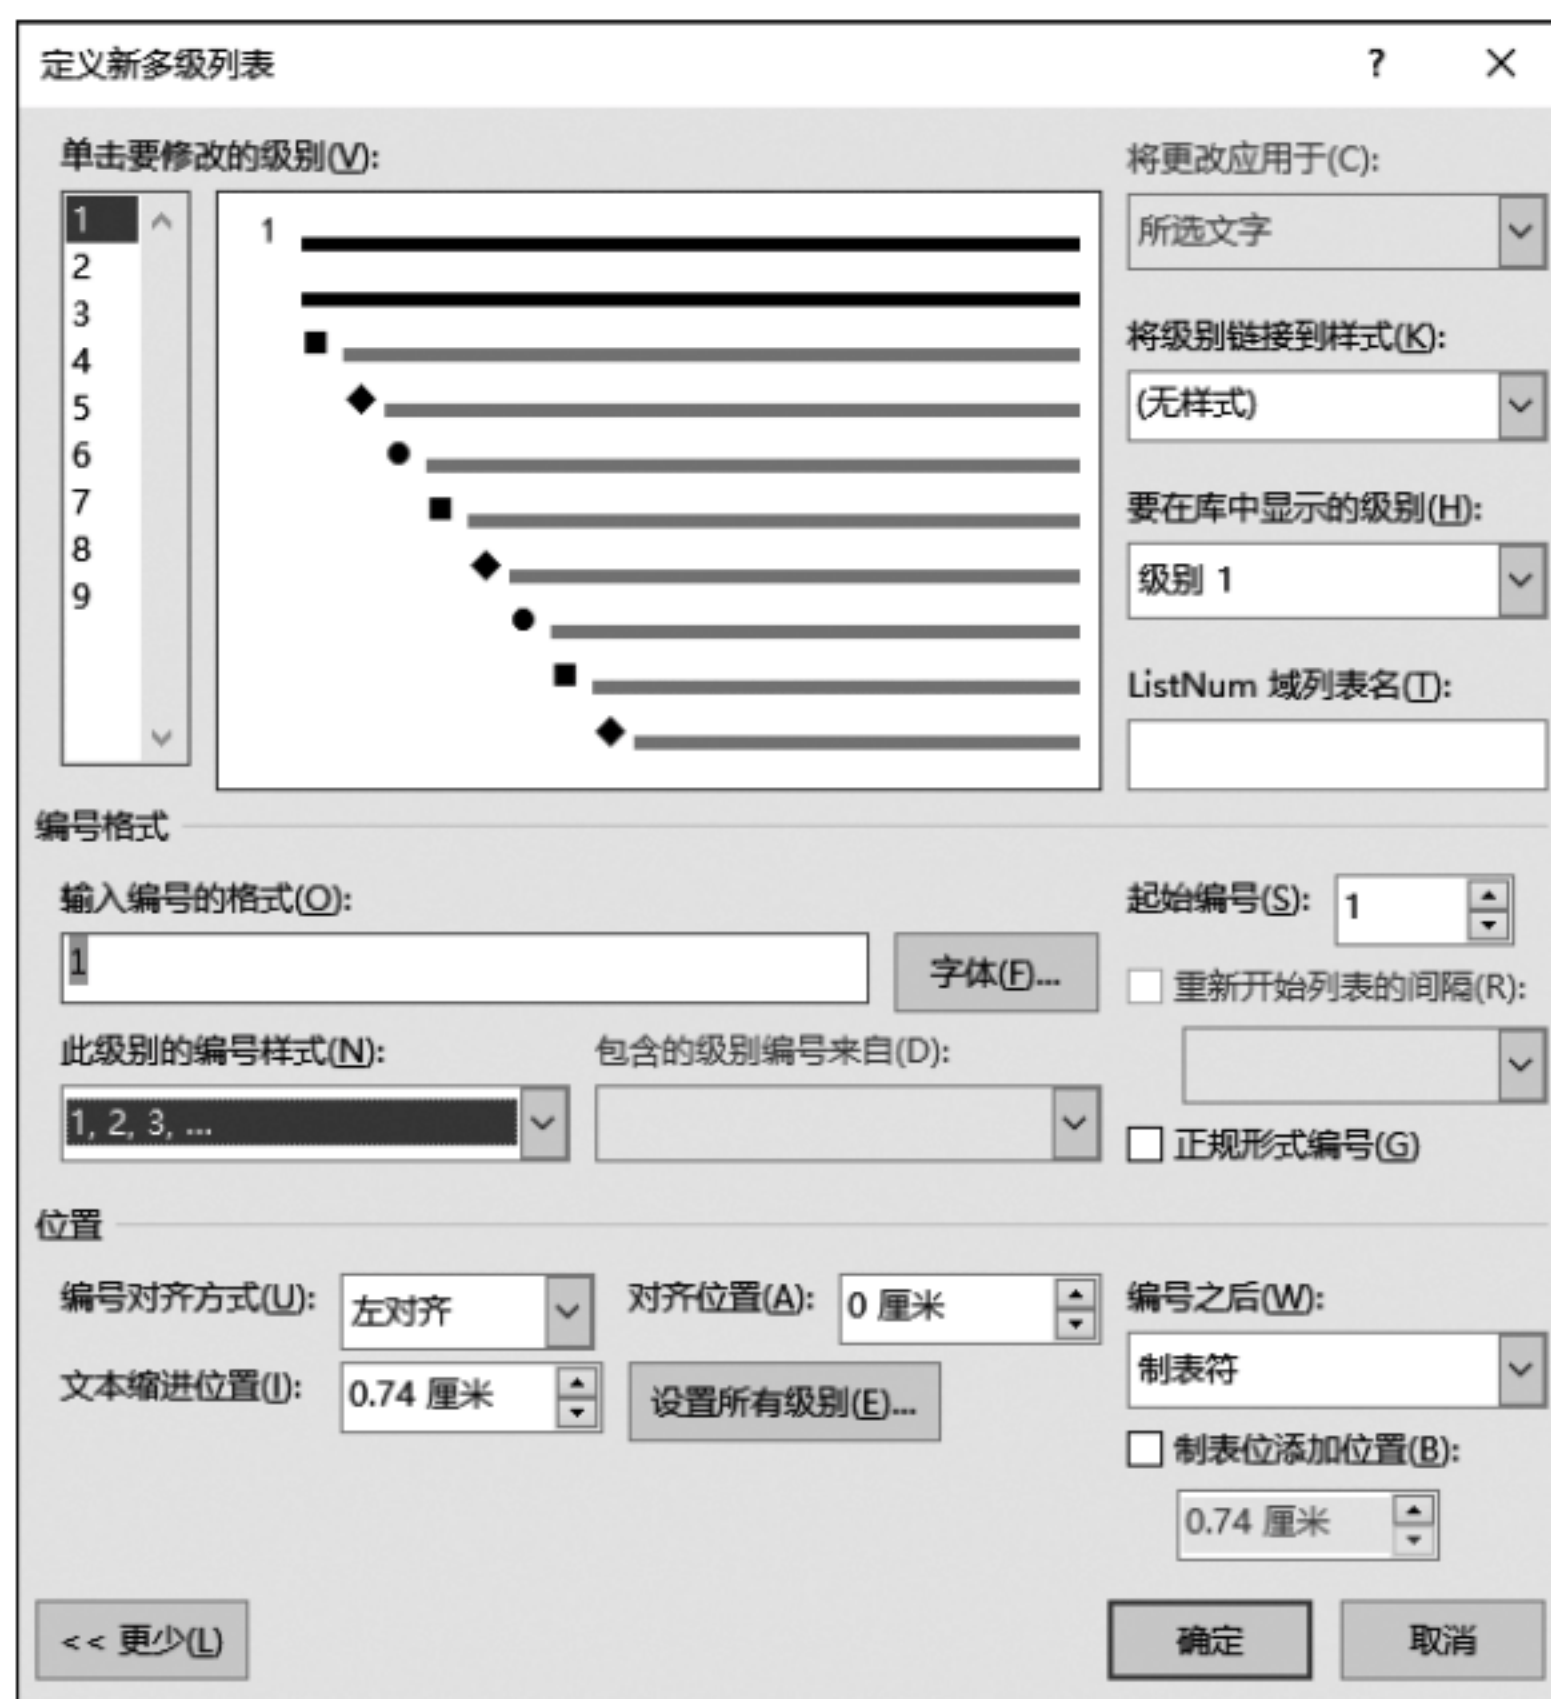 定义新多级列表 ?
单击要修改的级别(V):
1
2
3
4
5
6
7
8
9
1
将更改应用于(C):
所选文字
将级别链接到样式(K):
(无样式)
要在库中显示的级别(H):
级别 1
ListNum 域列表名(T):
编号格式
输入编号的格式(O):
1
字体(F)...
起始编号(S): 1
重新开始列表的间隔(R):
此级别的编号样式(N):
1, 2, 3, ...
包含的级别编号来自(D):
正规形式编号(G)
位置
编号对齐方式(U): 左对齐
对齐位置(A): 0 厘米
编号之后(W):
制表符
文本缩进位置(I): 0.74 厘米
设置所有级别(E)...
制表位添加位置(B):
0.74 厘米
<< 更少(L)
确定
取消